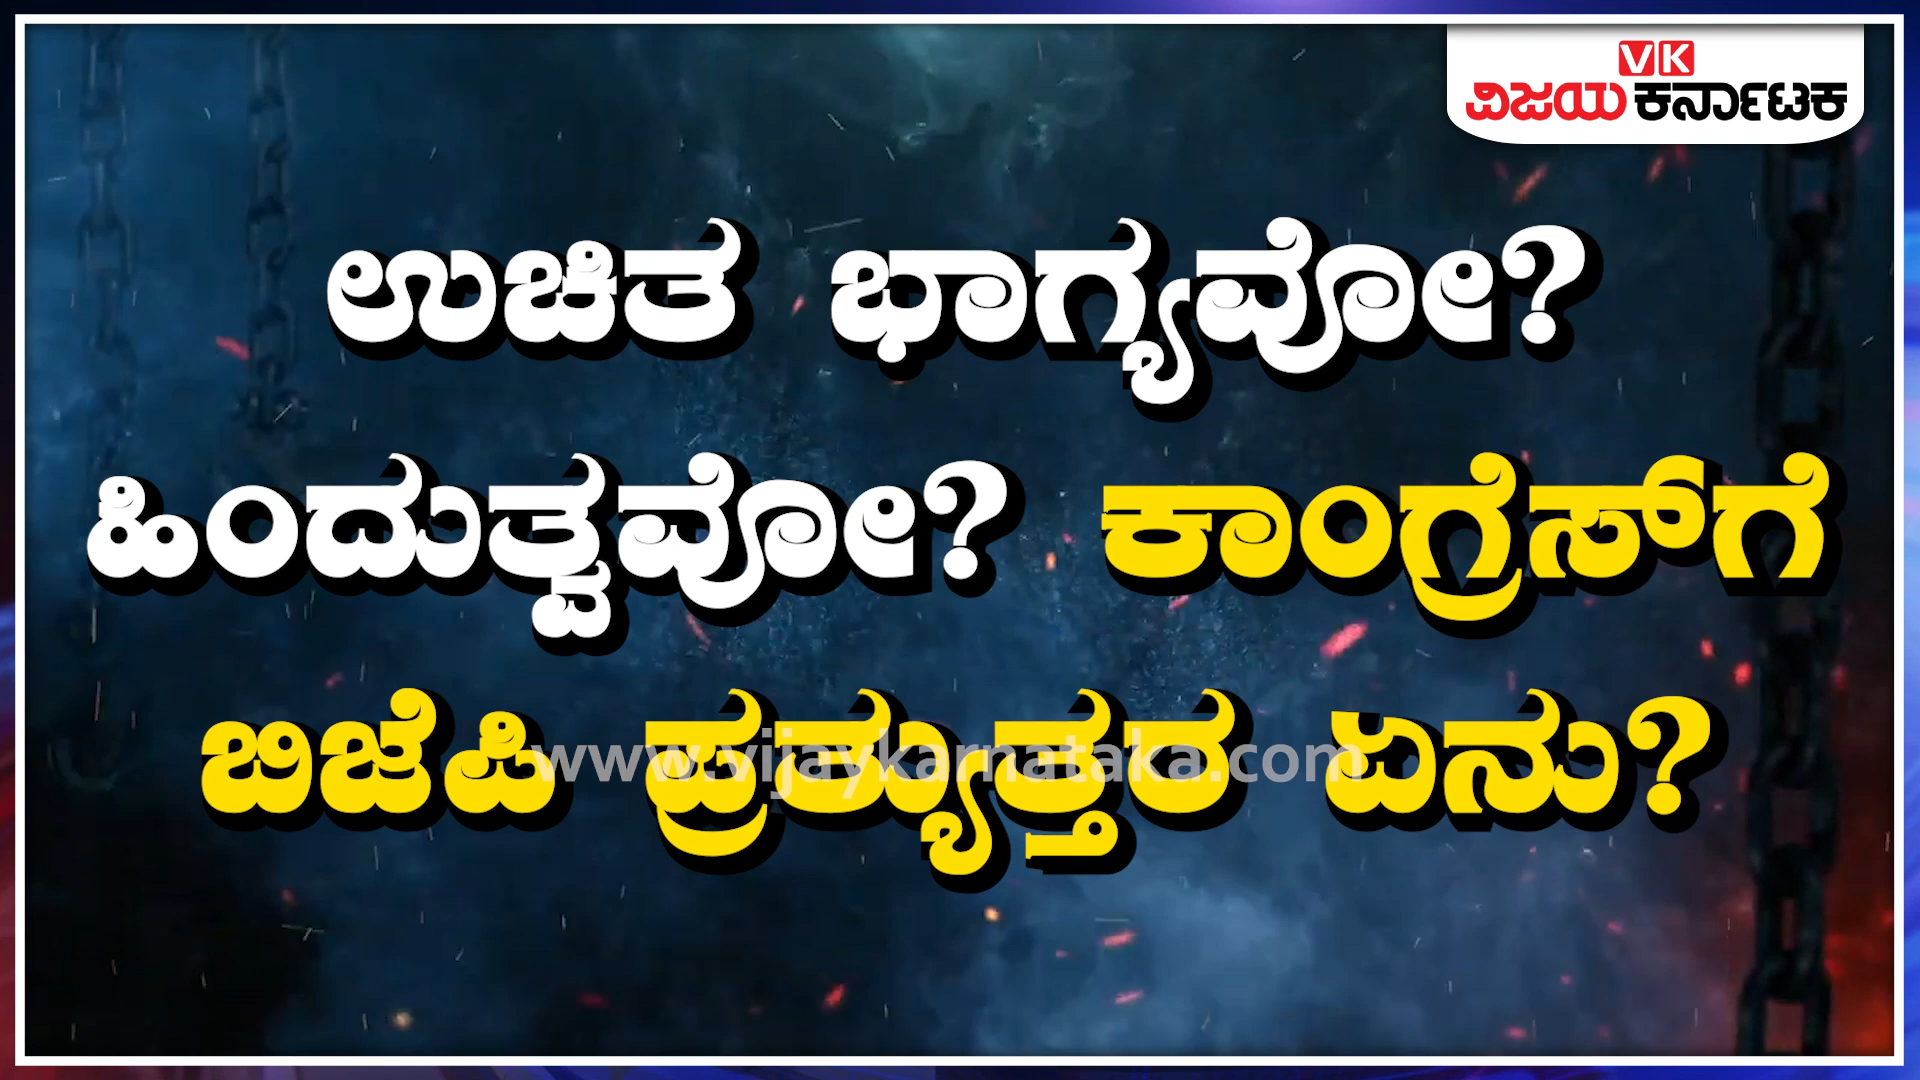 VK
ವಿಜಯ ಕರ್ನಾಟಕ
ಉಚಿತ ಭಾಗ್ಯವೋ?
ಹಿಂದುತ್ವವೋ? ಕಾಂಗ್ರೆಸ್‌ಗೆ
ಬಿಜೆಪಿ ಪ್ರತ್ಯುತ್ತರ ಏನು?
www.vijaykarnataka.com